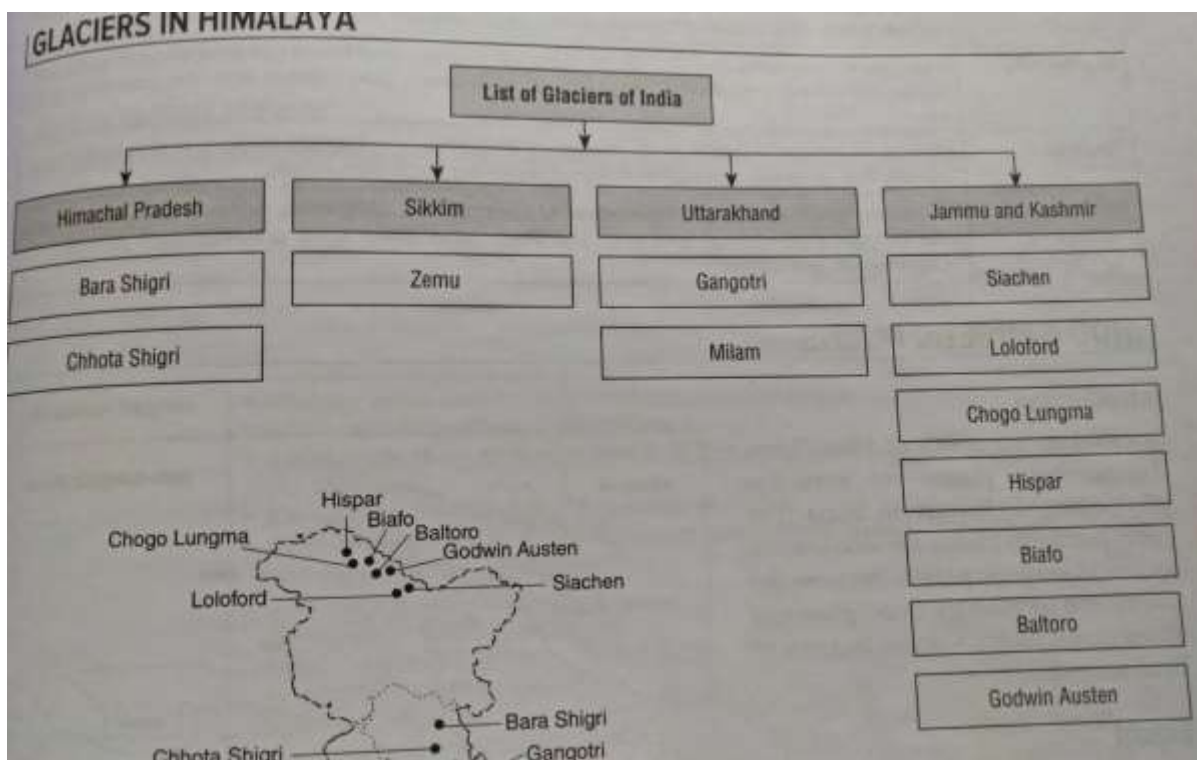 GLACIERS IN HIMALAYA
List of Glaciers of India
Himachal Pradesh
Sikkim
Uttarakhand
Jammu and Kashmir
Bara Shigri
Zemu
Gangotri
Siachen
Chhota Shigri
Milam
Loloford
Chogo Lungma
Hispar
Biafo
Baltoro
Godwin Austen
Hispar
Biafo
Baltoro
Chogo Lungma
Godwin Austen
Siachen
Loloford
Bara Shigri
Chhota Shigri
Gangotri